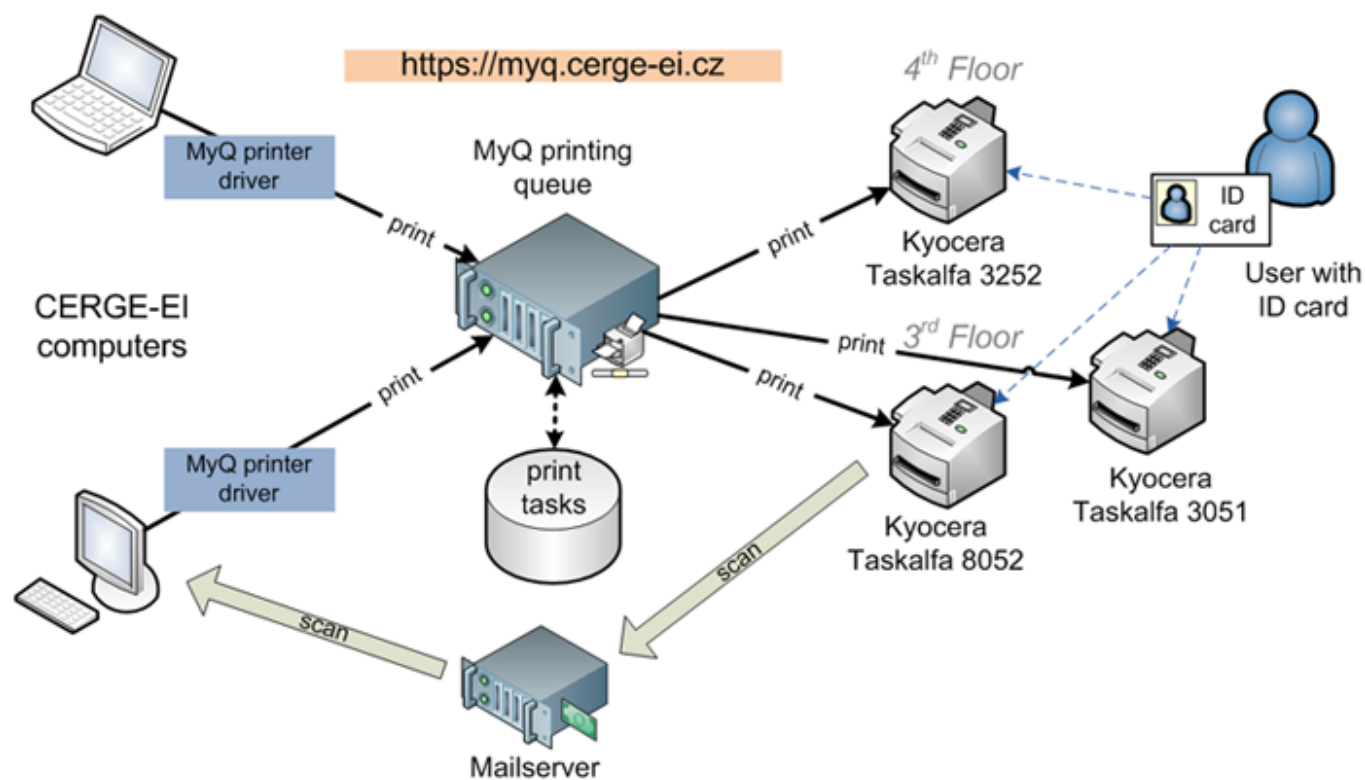 https://myq.cerge-ei.cz
4th Floor
MyQ printer
driver
MyQ printing
queue
print
print
ID
card
Kyocera
Taskalfa 3252
User with
ID card
CERGE-EI
computers
3rd Floor
print
print
print
MyQ printer
driver
print
tasks
Kyocera
Taskalfa 3051
Kyocera
Taskalfa 8052
scan
scan
Mailserver